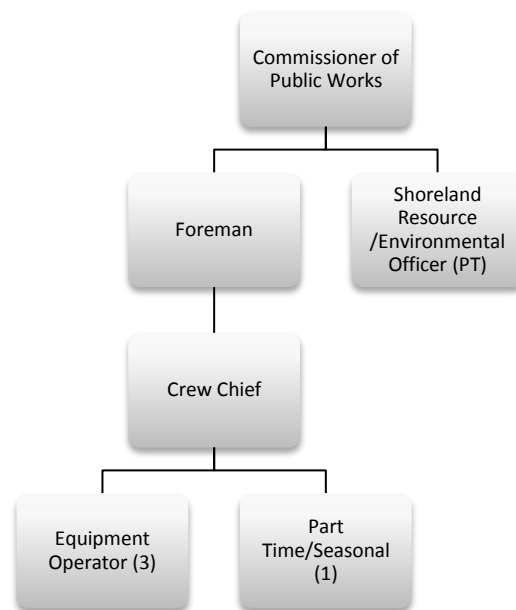 Commissioner of
Public Works
Foreman
Shoreland
Resource
/Environmental
Officer (PT)
Crew Chief
Equipment
Operator (3)
Part
Time/Seasonal
(1)